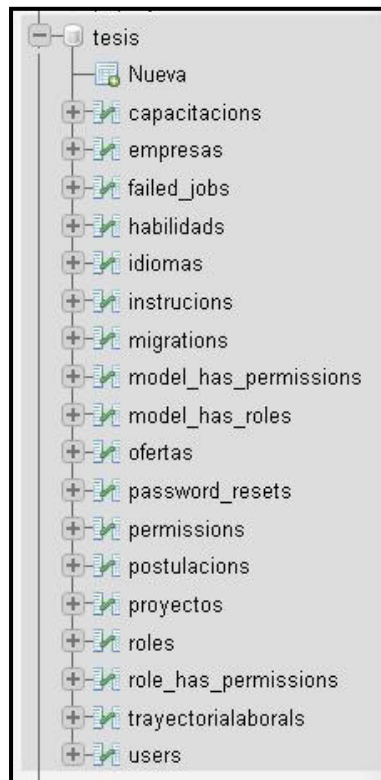 tesis
Nueva
capacitacions
empresas
failed_jobs
habilidads
idiomas
instrucions
migrations
model_has_permissions
model_has_roles
ofertas
password_resets
permissions
postulacions
proyectos
roles
role_has_permissions
trayectorialaborals
users